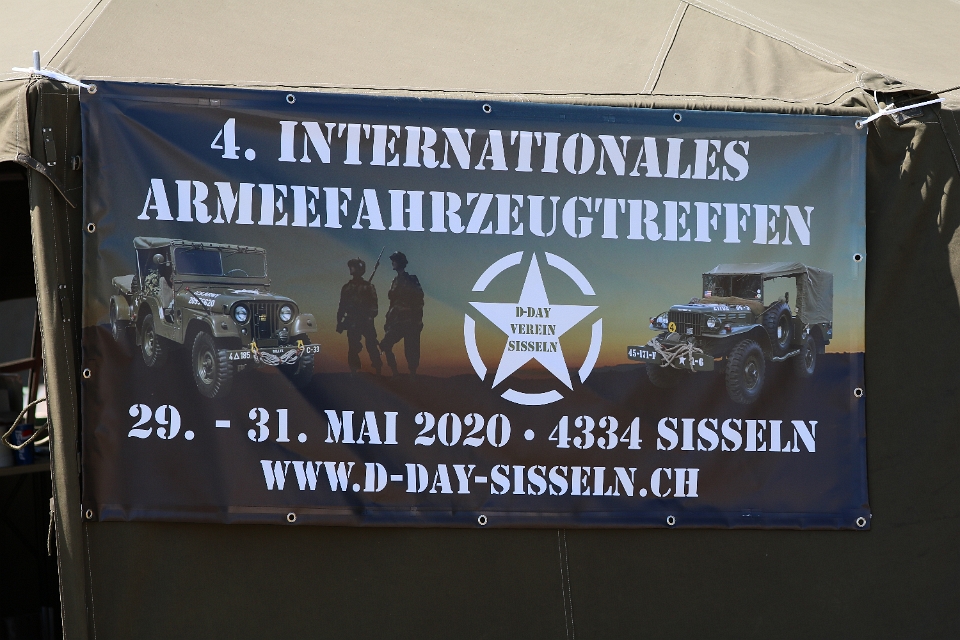 4. INTERNATIONALES
ARMEEFAHRZEUGTREFFEN
D-DAY
VEREIN
SISSELN
29. - 31. MAI 2020 • 4334 SISSELN
WWW.D-DAY-SISSELN.CH